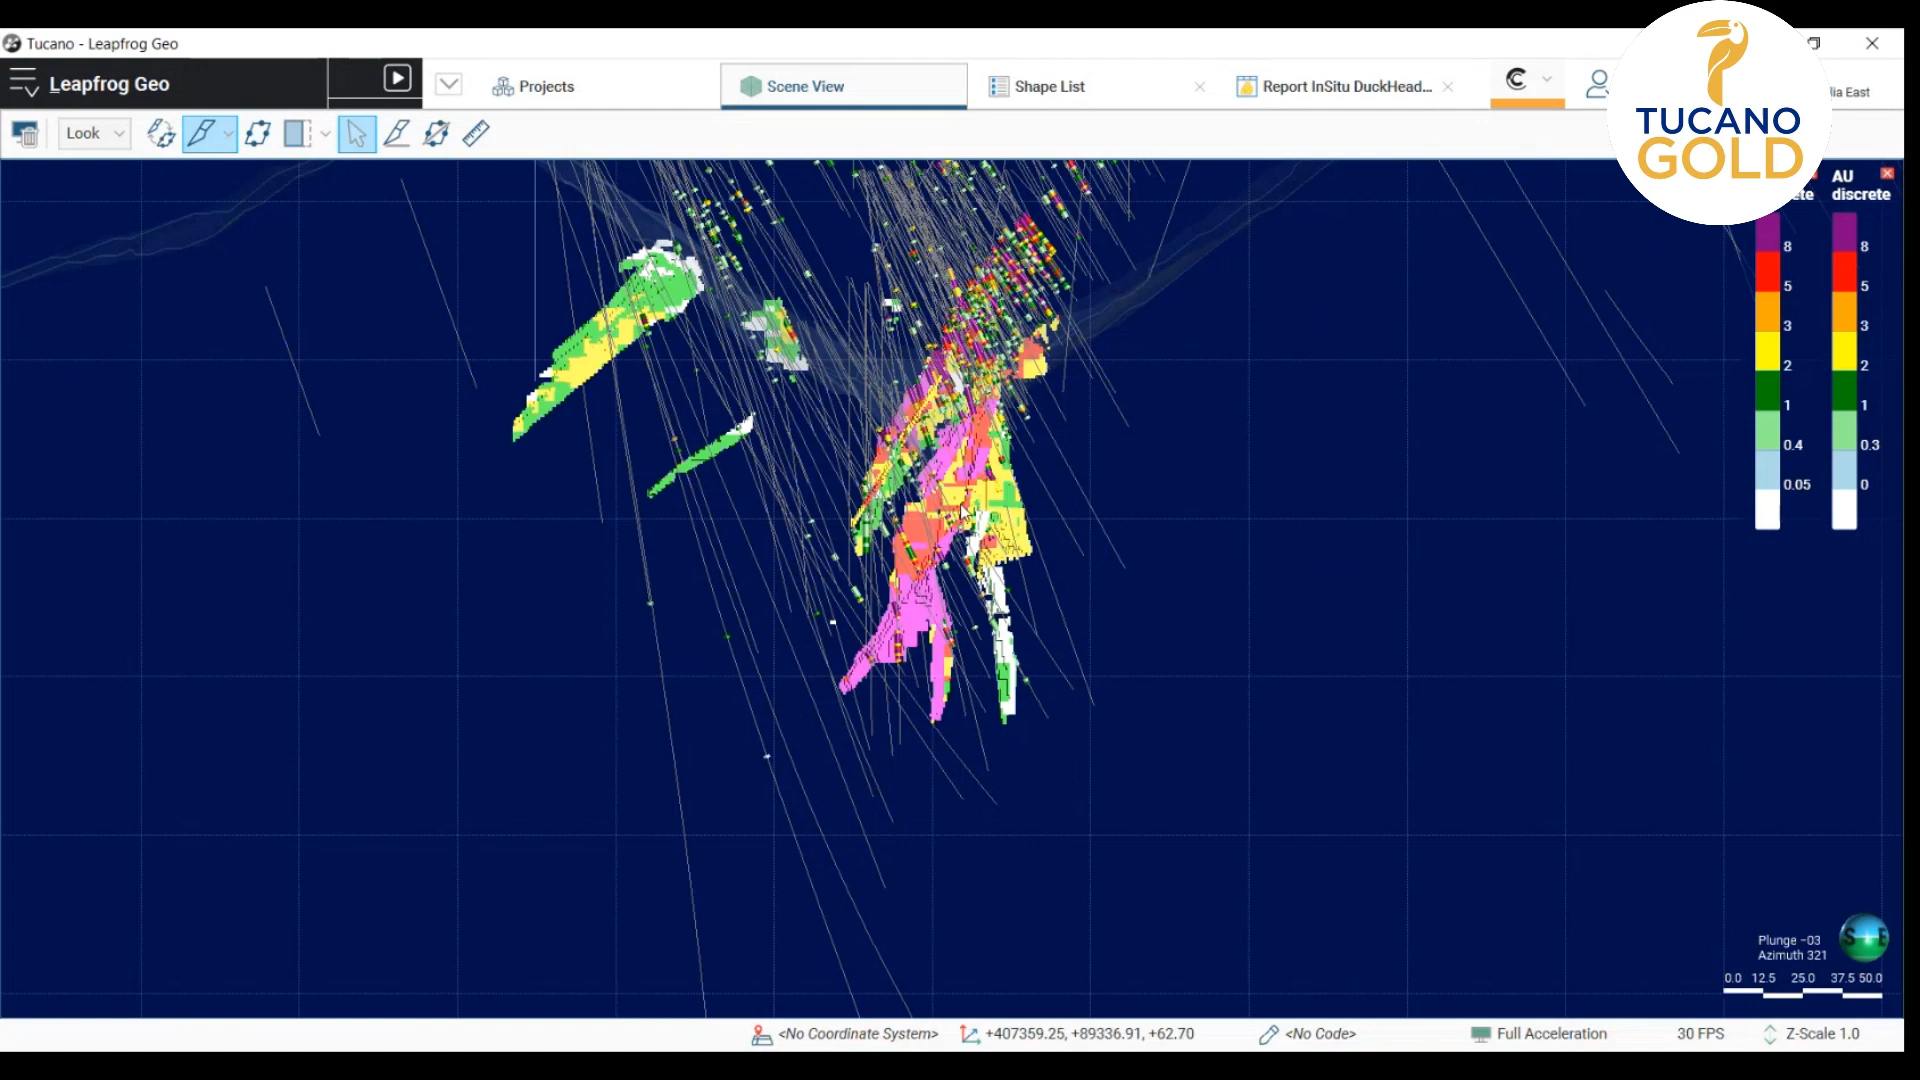 Tucano - Leapfrog Geo
Leapfrog Geo
Projects
Scene View
Shape List
Report InSitu DuckHead...
East
TUCANO
GOLD
Look
AU
discrete
8
5
3
2
1
0.4
0.05
8
5
3
2
1
0.3
0
S
E
Plunge -03
Azimuth 321
0.0 12.5 25.0 37.5 50.0
<No Coordinate System>
+407359.25, +89336.91, +62.70
<No Code>
Full Acceleration
30 FPS
Z-Scale 1.0